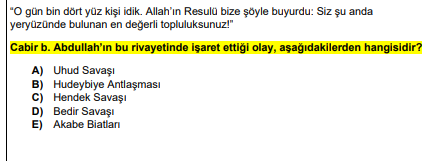 “O gün bin dört yüz kişi idik. Allah’ın Resulü bize şöyle buyurdu: Siz şu anda
yeryüzünde bulunan en değerli topluluksunuz!”
Cabir b. Abdullah’ın bu rivayetinde işaret ettiği olay, aşağıdakilerden hangisidir?
A) Uhud Savaşı
B) Hudeybiye Antlaşması
C) Hendek Savaşı
D) Bedir Savaşı
E) Akabe Biatları